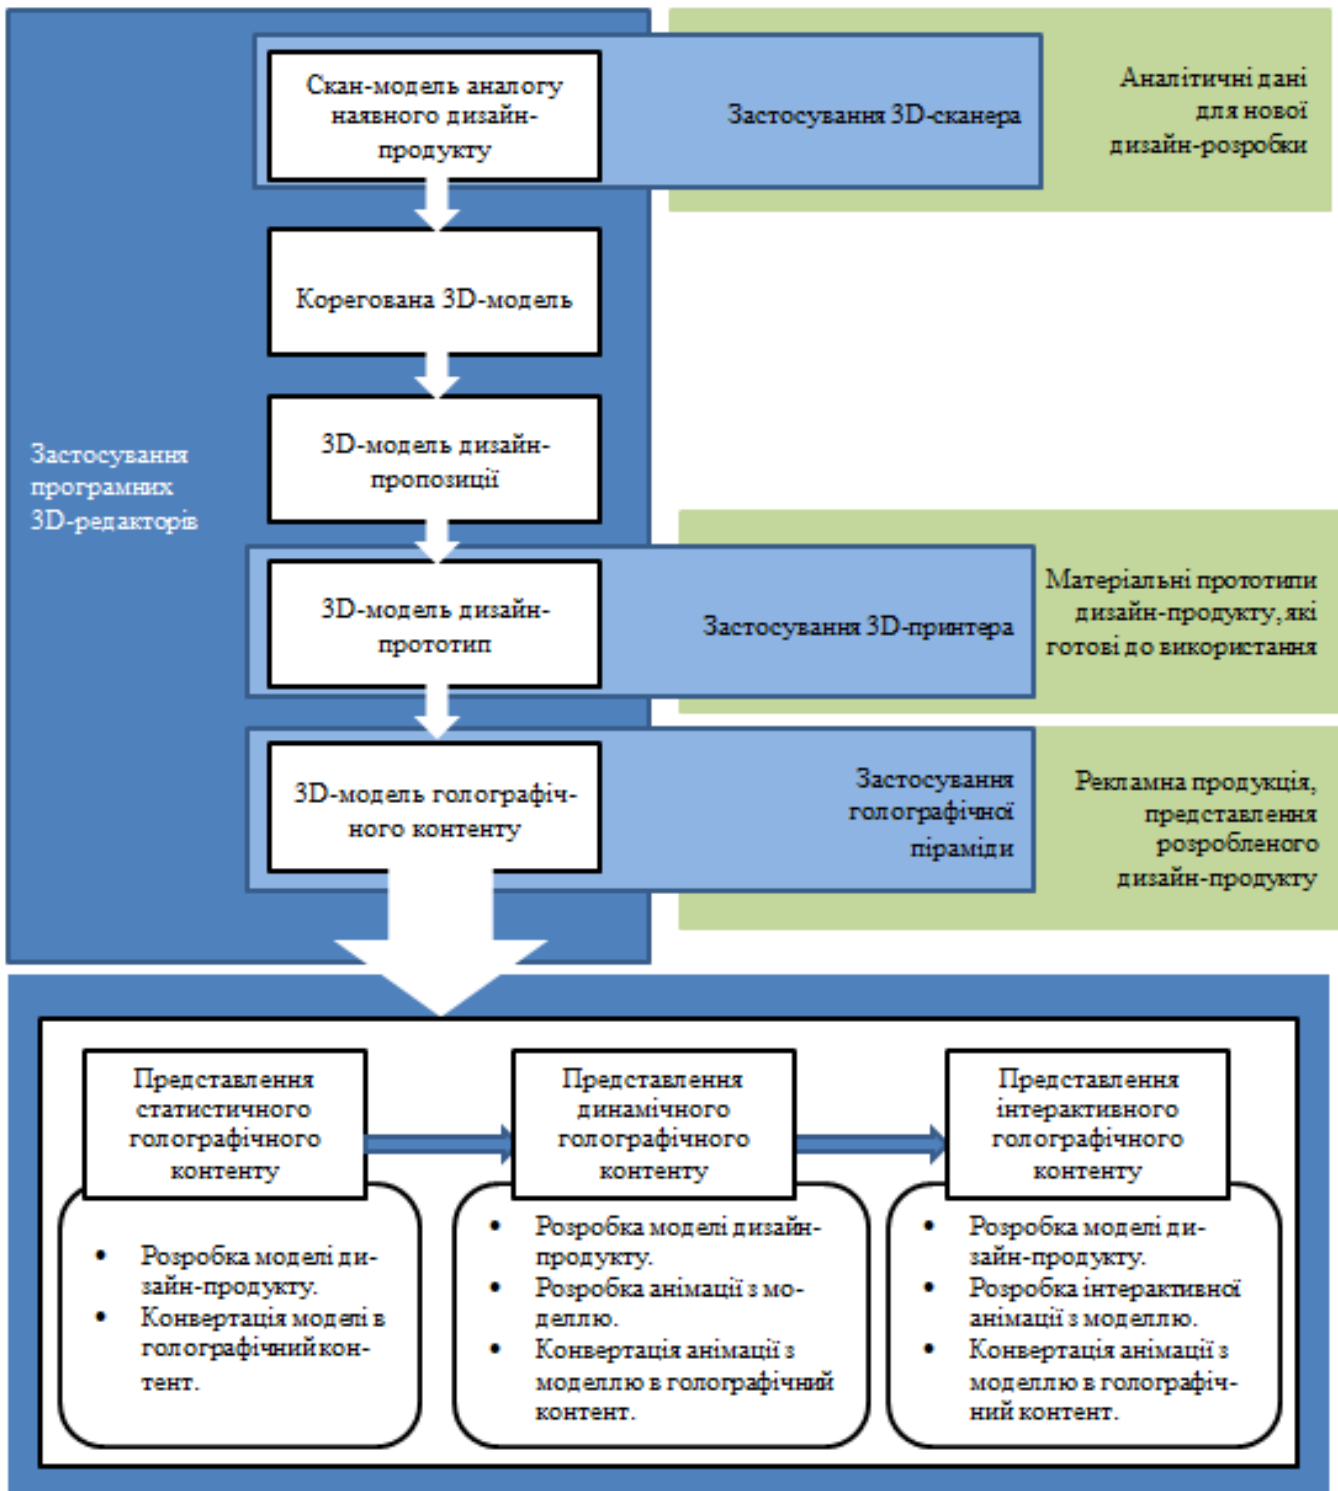 Скан-модель аналогу
наявного дизайн-
продукту
Застосування 3D-сканера
Аналітичні дані
для нової
дизайн-розробки
Корегована 3D-модель
3D-модель дизайн-
пропозиції
Застосування
програмних
3D-редакторів
3D-модель дизайн-
прототип
Застосування 3D-принтера
Матеріальні прототипи
дизайн-продукту, які
готові до використання
3D-модель голографіч-
ного контенту
Застосування
голографічної
піраміди
Рекламна продукція,
представлення
розробленого
дизайн-продукту
Представлення
статистичного
голографічного
контенту
Представлення
динамічного
голографічного
контенту
Представлення
інтерактивного
голографічного
контенту
• Розробка моделі ди-
зайн-продукту.
• Конвертація моделі в
голографічний кон-
тент.
• Розробка моделі дизайн-
продукту.
• Розробка анімації з мо-
деллю.
• Конвертація анімації з
моделлю в голографічний
контент.
• Розробка моделі ди-
зайн-продукту.
• Розробка інтерактивної
анімації з моделлю.
• Конвертація анімації з
моделлю в голографіч-
ний контент.